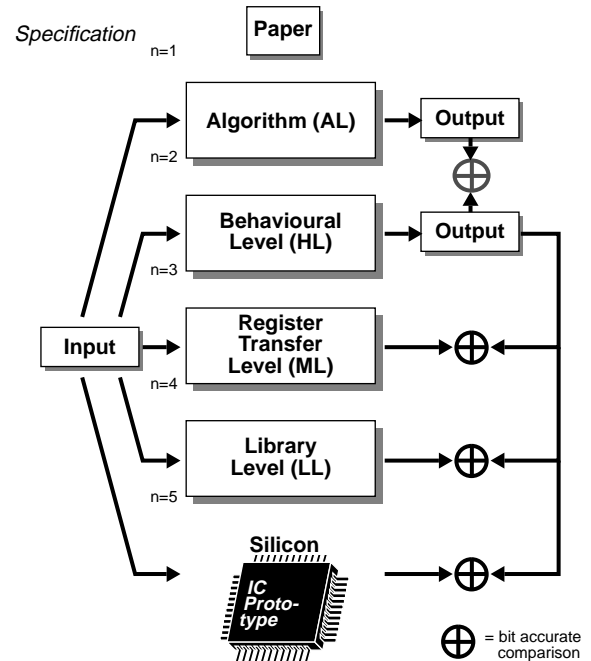 Specification
n=1
Paper
Algorithm (AL)
Output
n=2
Behavioural
Level (HL)
Output
n=3
Input
Register
Transfer
Level (ML)
n=4
Library
Level (LL)
n=5
Silicon
IC
Proto-
type
= bit accurate
comparison